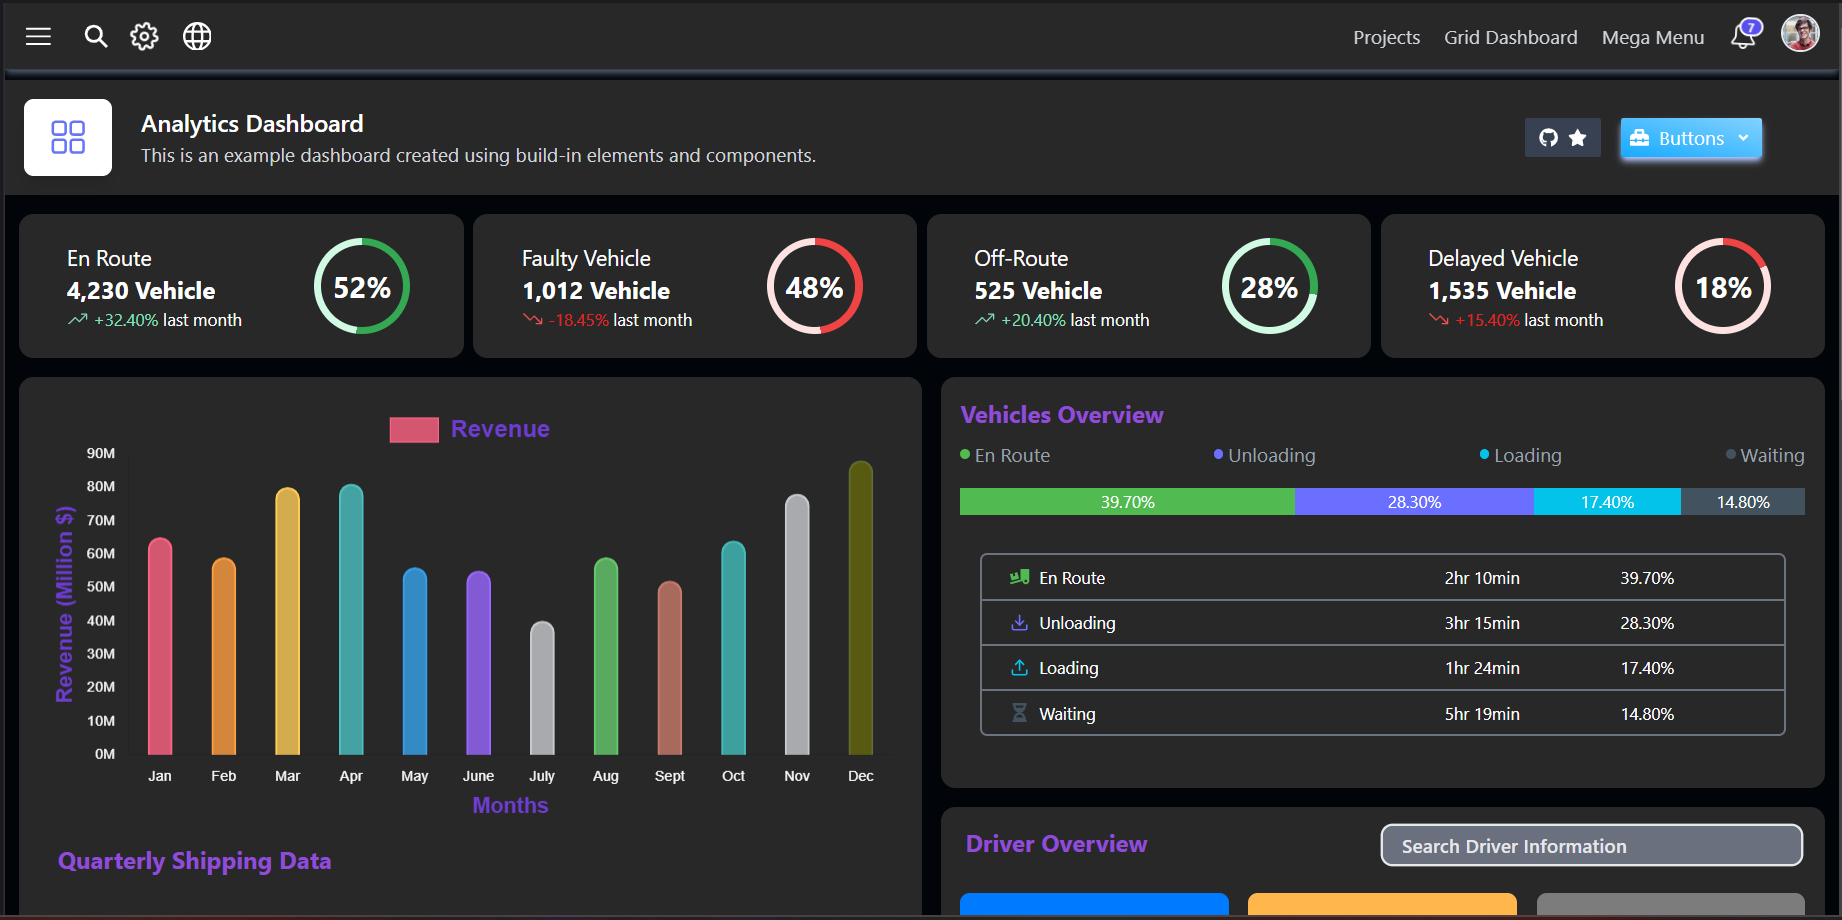 Projects Grid Dashboard Mega Menu 7
Analytics Dashboard
This is an example dashboard created using build-in elements and components.
Buttons
En Route
4,230 Vehicle
+32.40% last month
52%
Faulty Vehicle
1,012 Vehicle
-18.45% last month
48%
Off-Route
525 Vehicle
+20.40% last month
28%
Delayed Vehicle
1,535 Vehicle
+15.40% last month
18%
Revenue
Revenue (Million $)
90M
80M
70M
60M
50M
40M
30M
20M
10M
0M
Jan Feb Mar Apr May June July Aug Sept Oct Nov Dec
Months
Quarterly Shipping Data
Vehicles Overview
En Route Unloading Loading Waiting
39.70% 28.30% 17.40% 14.80%
En Route 2hr 10min 39.70%
Unloading 3hr 15min 28.30%
Loading 1hr 24min 17.40%
Waiting 5hr 19min 14.80%
Driver Overview
Search Driver Information